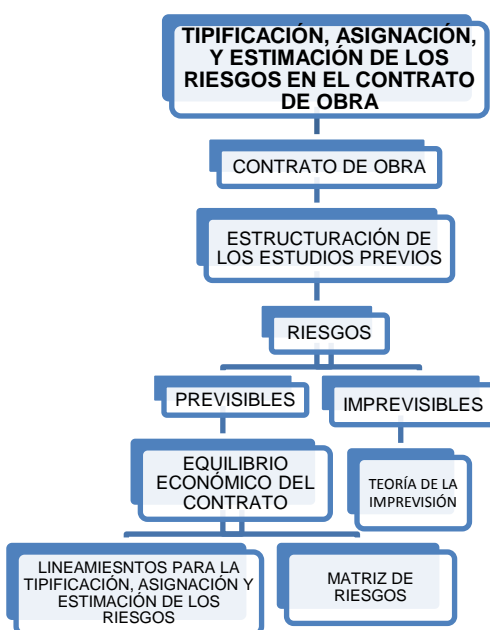 TIPIFICACIÓN, ASIGNACIÓN,
Y ESTIMACIÓN DE LOS
RIESGOS EN EL CONTRATO
DE OBRA
CONTRATO DE OBRA
ESTRUCTURACIÓN DE
LOS ESTUDIOS PREVIOS
RIESGOS
PREVISIBLES
IMPREVISIBLES
EQUILIBRIO
ECONÓMICO DEL
CONTRATO
TEORÍA DE LA
IMPREVISIÓN
LINEAMIESNTOS PARA LA
TIPIFICACIÓN, ASIGNACIÓN Y
ESTIMACIÓN DE LOS
RIESGOS
MATRIZ DE
RIESGOS